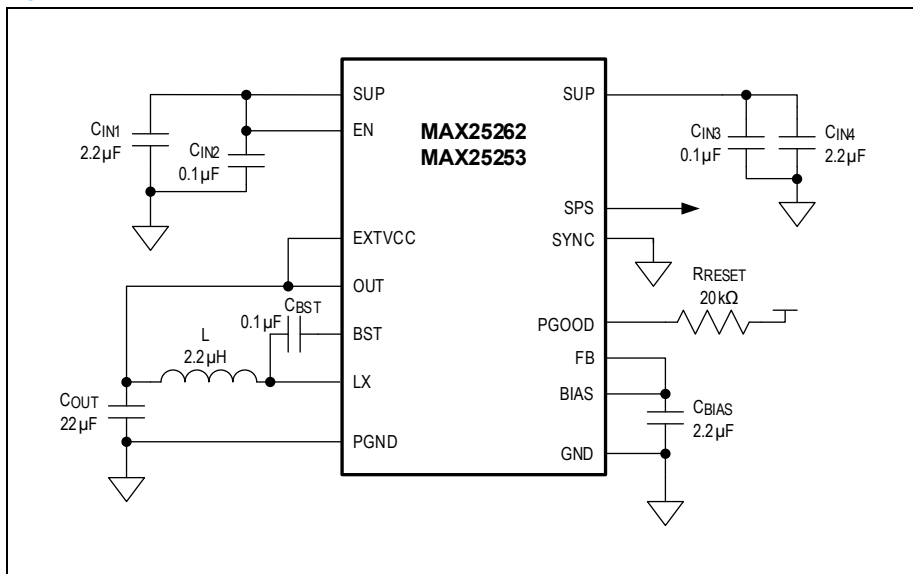 SUP
EN
EXTVCC
OUT
BST
LX
PGND
MAX25262
MAX25253
SUP
SPS
SYNC
PGOOD
FB
BIAS
GND
CIN1
2.2µF
CIN2
0.1µF
CBST
0.1µF
L
2.2µH
COUT
22µF
CIN3
0.1µF
CIN4
2.2µF
RRESET
20kΩ
CBIAS
2.2µF